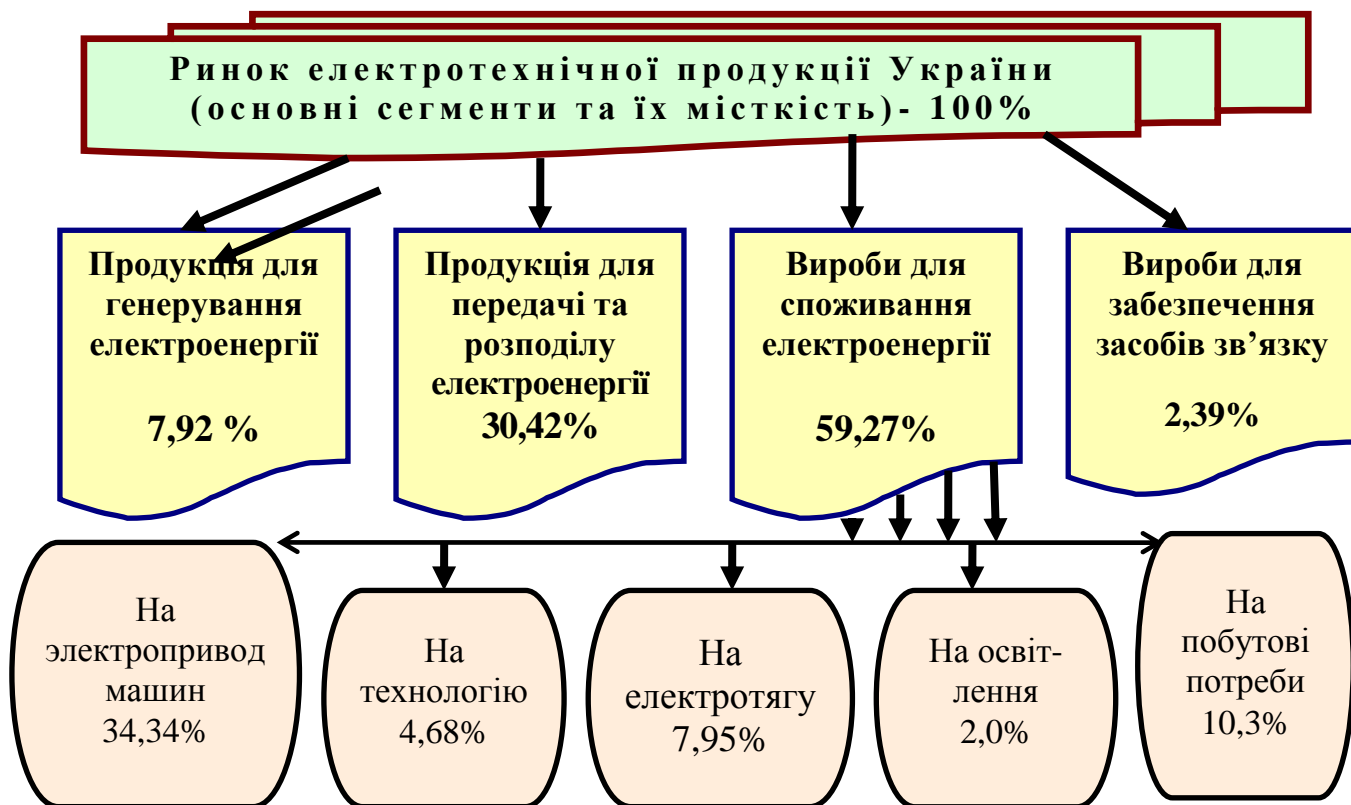 Ринок електротехнічної продукції України
(основні сегменти та їх місткість)- 100%
Продукція для
генерування
електроенергії
7,92 %
Продукція для
передачі та
розподілу
електроенергії
30,42%
Вироби для
споживання
електроенергії
59,27%
Вироби для
забезпечення
засобів зв’язку
2,39%
На
электропривод
машин
34,34%
На
технологію
4,68%
На
електротягу
7,95%
На освіт-
лення
2,0%
На
побутові
потреби
10,3%